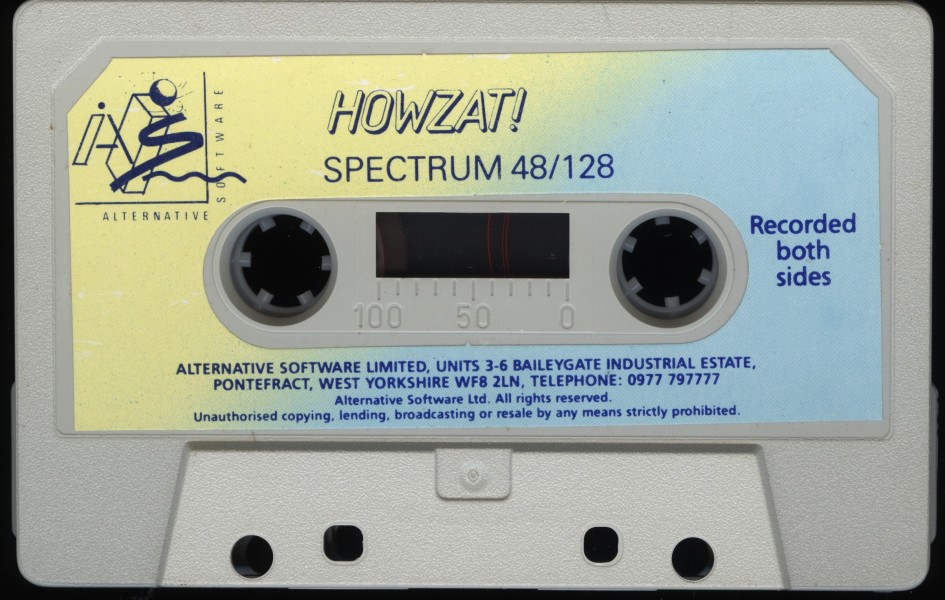 HOWZAT!
SPECTRUM 48/128
ALTERNATIVE
SOFTWARE
Recorded
both
sides
100 50 0
ALTERNATIVE SOFTWARE LIMITED, UNITS 3-6 BAILEYGATE INDUSTRIAL ESTATE,
PONTEFRACT, WEST YORKSHIRE WF8 2LN, TELEPHONE: 0977 797777
Alternative Software Ltd. All rights reserved.
Unauthorised copying, lending, broadcasting or resale by any means strictly prohibited.